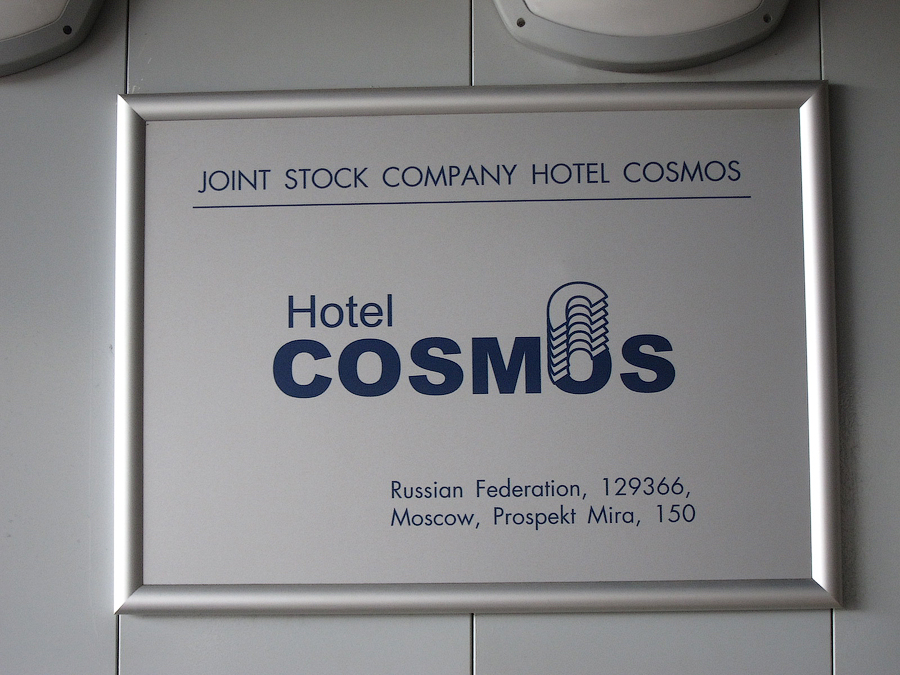 JOINT STOCK COMPANY HOTEL COSMOS
Hotel
COSMOS
Russian Federation, 129366,
Moscow, Prospekt Mira, 150